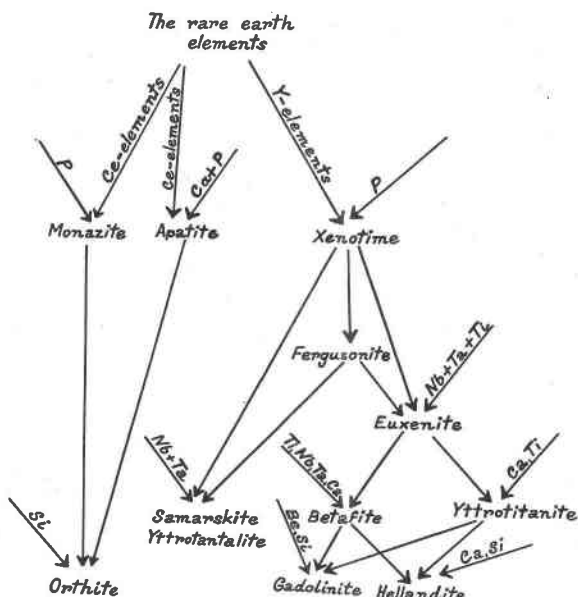 The rare earth
elements
Ce-elements
Ce-elements
Y-elements
P
Ca+P
P
Monazite
Apatite
Xenotime
Fergusonite
Nb+Ta+Ti
Euxenite
Nb+Ta
Ti,Nb,Ta,Ca
Ca,Ti
Samarskite
Yttrotantalite
Betafite
Yttrotitanite
Si
Be,Si
Ca,Si
Orthite
Gadolinite
Hellandite